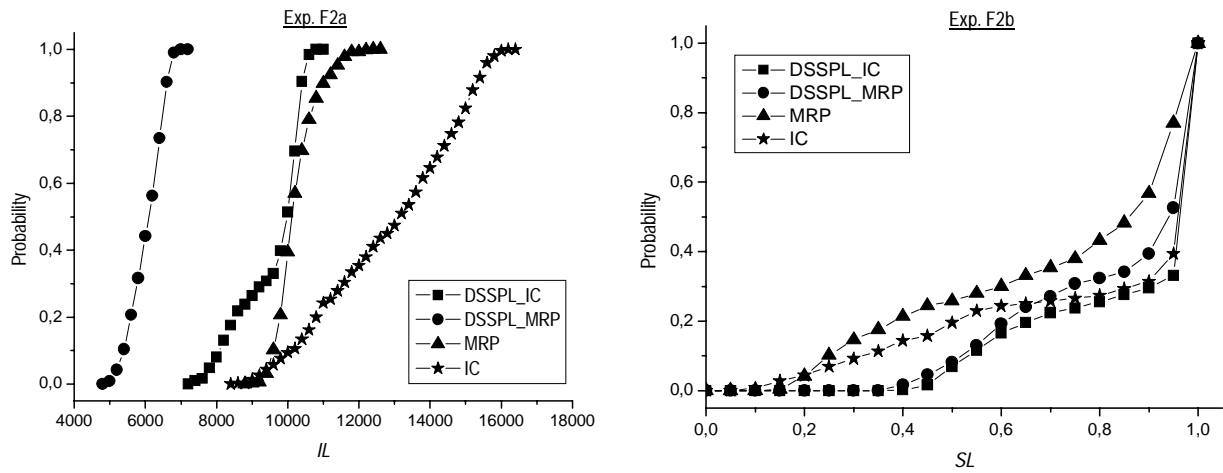 Exp. F2a
1,0
0,8
0,6
0,4
0,2
0,0
Probability
4000 6000 8000 10000 12000 14000 16000 18000
IL
DSSPL_IC
DSSPL_MRP
MRP
IC
Exp. F2b
1,0
0,8
0,6
0,4
0,2
0,0
Probability
DSSPL_IC
DSSPL_MRP
MRP
IC
0,0 0,2 0,4 0,6 0,8 1,0
SL